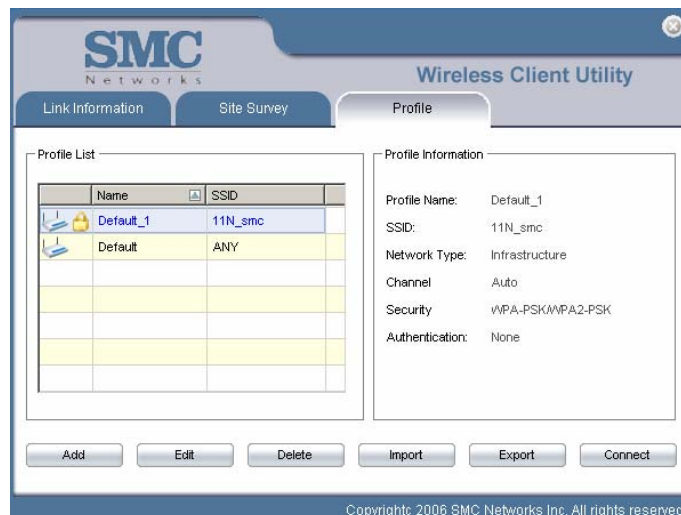 SMC
Networks
Wireless Client Utility
Link Information
Site Survey
Profile
Profile List
Name
SSID
Default_1
11N_smc
Default
ANY
Profile Information
Profile Name: Default_1
SSID: 11N_smc
Network Type: Infrastructure
Channel Auto
Security WPA-PSK/WPA2-PSK
Authentication: None
Add
Edit
Delete
Import
Export
Connect
Copyrightc 2006 SMC Networks Inc. All rights reserved